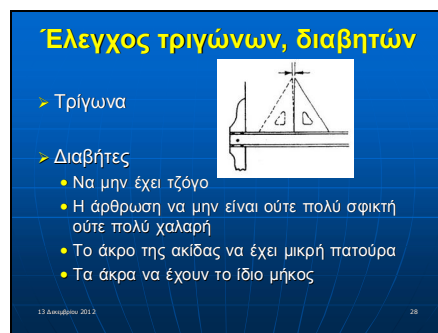 Έλεγχος τριγώνων, διαβητών
Τρίγωνα
Διαβήτες
Να μην έχει τζόγο
Η άρθρωση να μην είναι ούτε πολύ σφικτή
ούτε πολύ χαλαρή
Το άκρο της ακίδας να έχει μικρή πατούρα
Τα άκρα να έχουν το ίδιο μήκος
13 Δεκεμβρίου 2012
28